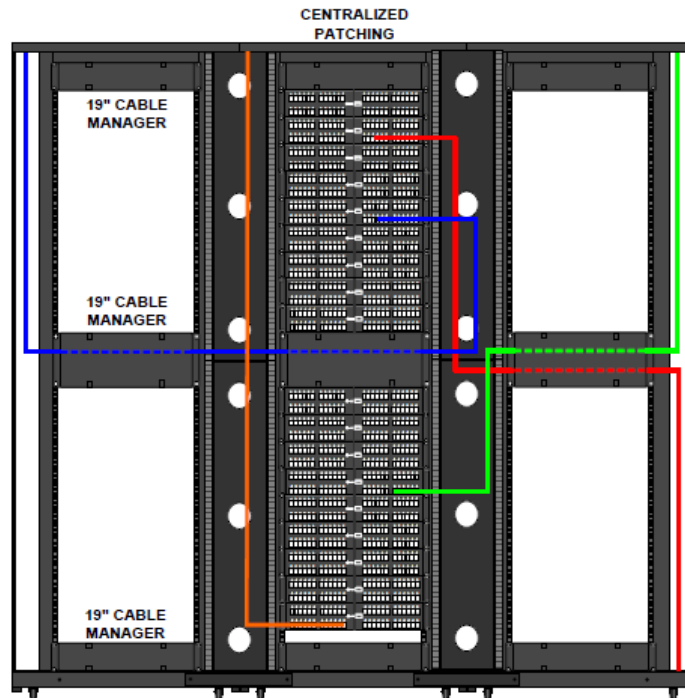 CENTRALIZED
PATCHING
19" CABLE
MANAGER
19" CABLE
MANAGER
19" CABLE
MANAGER